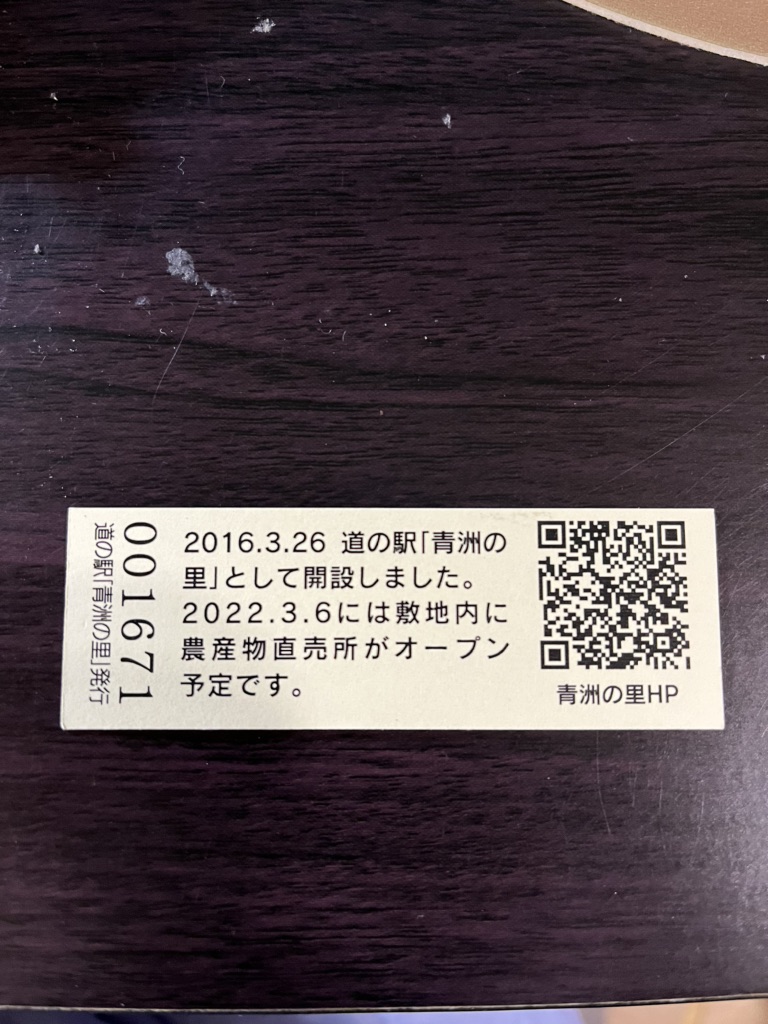 2016.3.26 道の駅「青洲の
里」として開設しました。
2022.3.6には敷地内に
農産物直売所がオープン
予定です。
青洲の里HP
001671
道の駅「青洲の里」発行